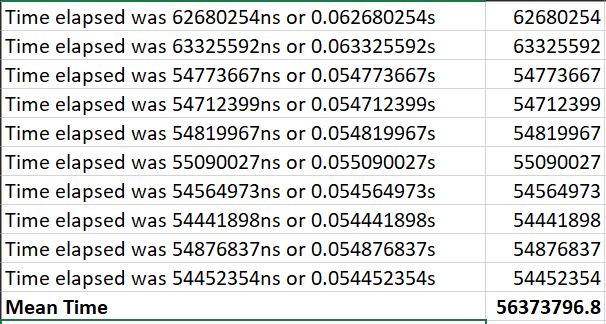 Time elapsed was 62680254ns or 0.062680254s 62680254
Time elapsed was 63325592ns or 0.063325592s 63325592
Time elapsed was 54773667ns or 0.054773667s 54773667
Time elapsed was 54712399ns or 0.054712399s 54712399
Time elapsed was 54819967ns or 0.054819967s 54819967
Time elapsed was 55090027ns or 0.055090027s 55090027
Time elapsed was 54564973ns or 0.054564973s 54564973
Time elapsed was 54441898ns or 0.054441898s 54441898
Time elapsed was 54876837ns or 0.054876837s 54876837
Time elapsed was 54452354ns or 0.054452354s 54452354
Mean Time 56373796.8